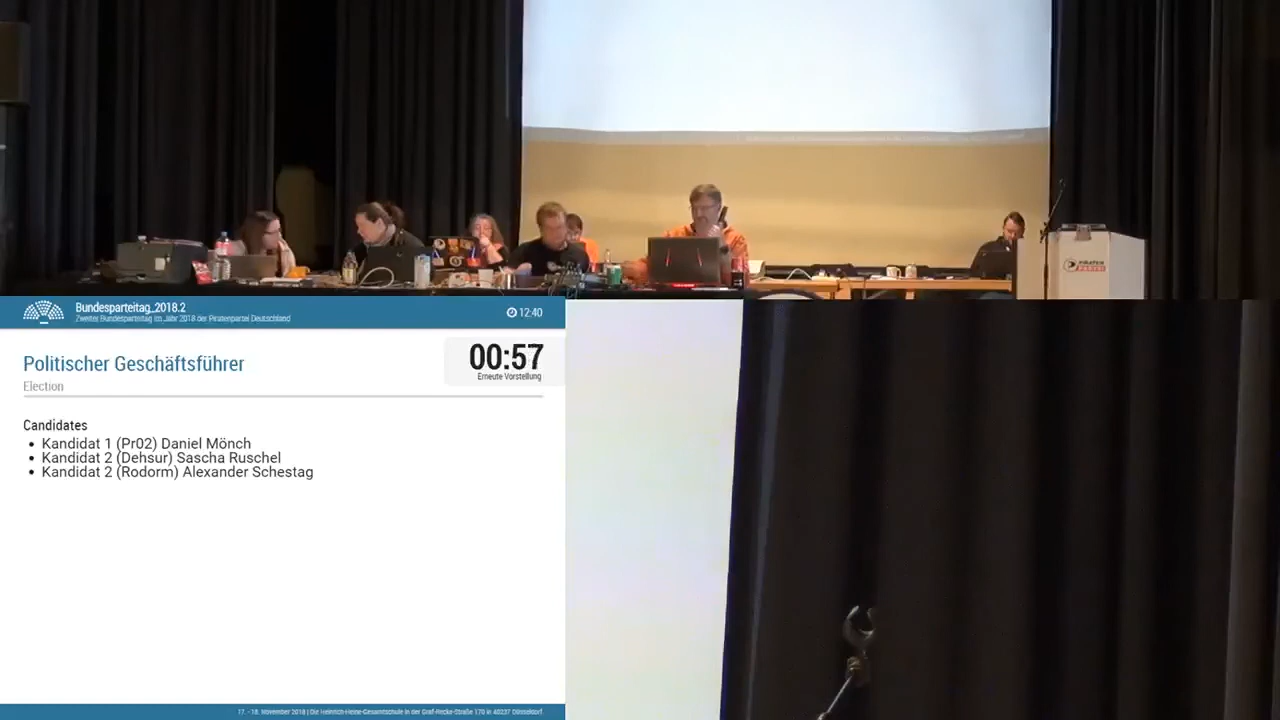 PIRATEN
PARTEI
Bundesparteitag_2018.2
Zweiter Bundesparteitag im Jahr 2018 der Piratenpartei Deutschland
12:40
Politischer Geschäftsführer
Election
00:57
Erneute Vorstellung
Candidates
• Kandidat 1 (Pr02) Daniel Mönch
• Kandidat 2 (Dehsur) Sascha Ruschel
• Kandidat 2 (Rodorm) Alexander Schestag
17. - 18. November 2018 | Die Heinrich-Heine-Gesamtschule in der Graf-Recke-Straße 170 in 40237 Düsseldorf